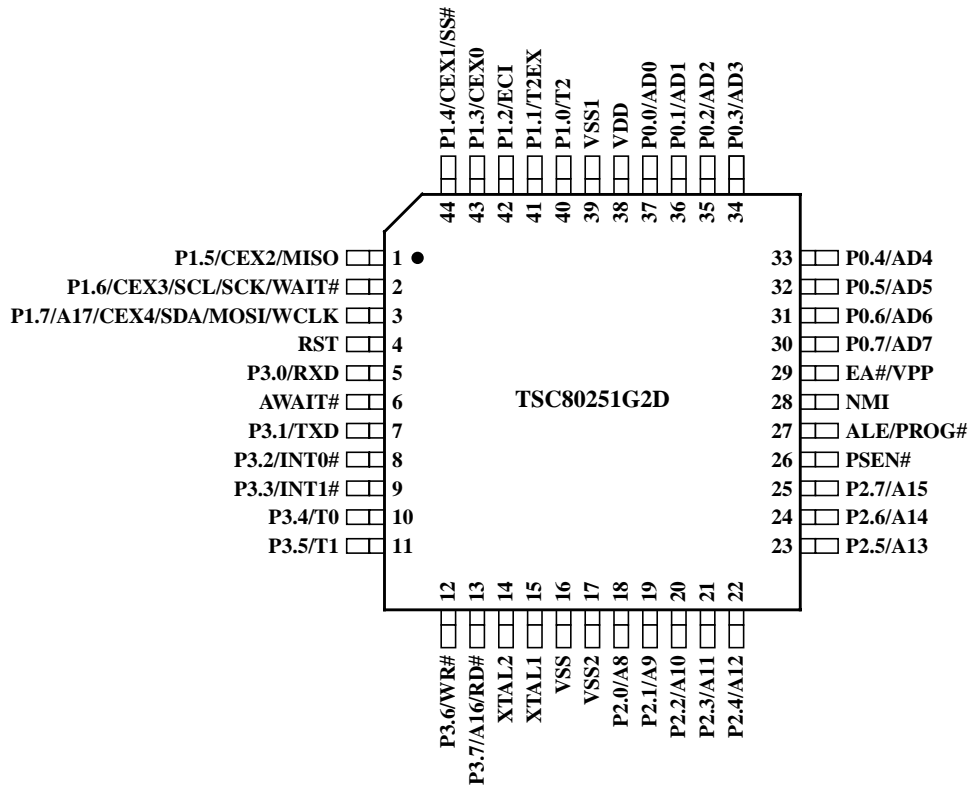 P1.4/CEX1/SS#
P1.3/CEX0
P1.2/ECI
P1.1/T2EX
P1.0/T2
VSS1
VDD
P0.0/AD0
P0.1/AD1
P0.2/AD2
P0.3/AD3
44
43
42
41
40
39
38
37
36
35
34
P1.5/CEX2/MISO 1
P1.6/CEX3/SCL/SCK/WAIT# 2
P1.7/A17/CEX4/SDA/MOSI/WCLK 3
RST 4
P3.0/RXD 5
AWAIT# 6
P3.1/TXD 7
P3.2/INT0# 8
P3.3/INT1# 9
P3.4/T0 10
P3.5/T1 11
TSC80251G2D
33 P0.4/AD4
32 P0.5/AD5
31 P0.6/AD6
30 P0.7/AD7
29 EA#/VPP
28 NMI
27 ALE/PROG#
26 PSEN#
25 P2.7/A15
24 P2.6/A14
23 P2.5/A13
12
13
14
15
16
17
18
19
20
21
22
P3.6/WR#
P3.7/A16/RD#
XTAL2
XTAL1
VSS
VSS2
P2.0/A8
P2.1/A9
P2.2/A10
P2.3/A11
P2.4/A12